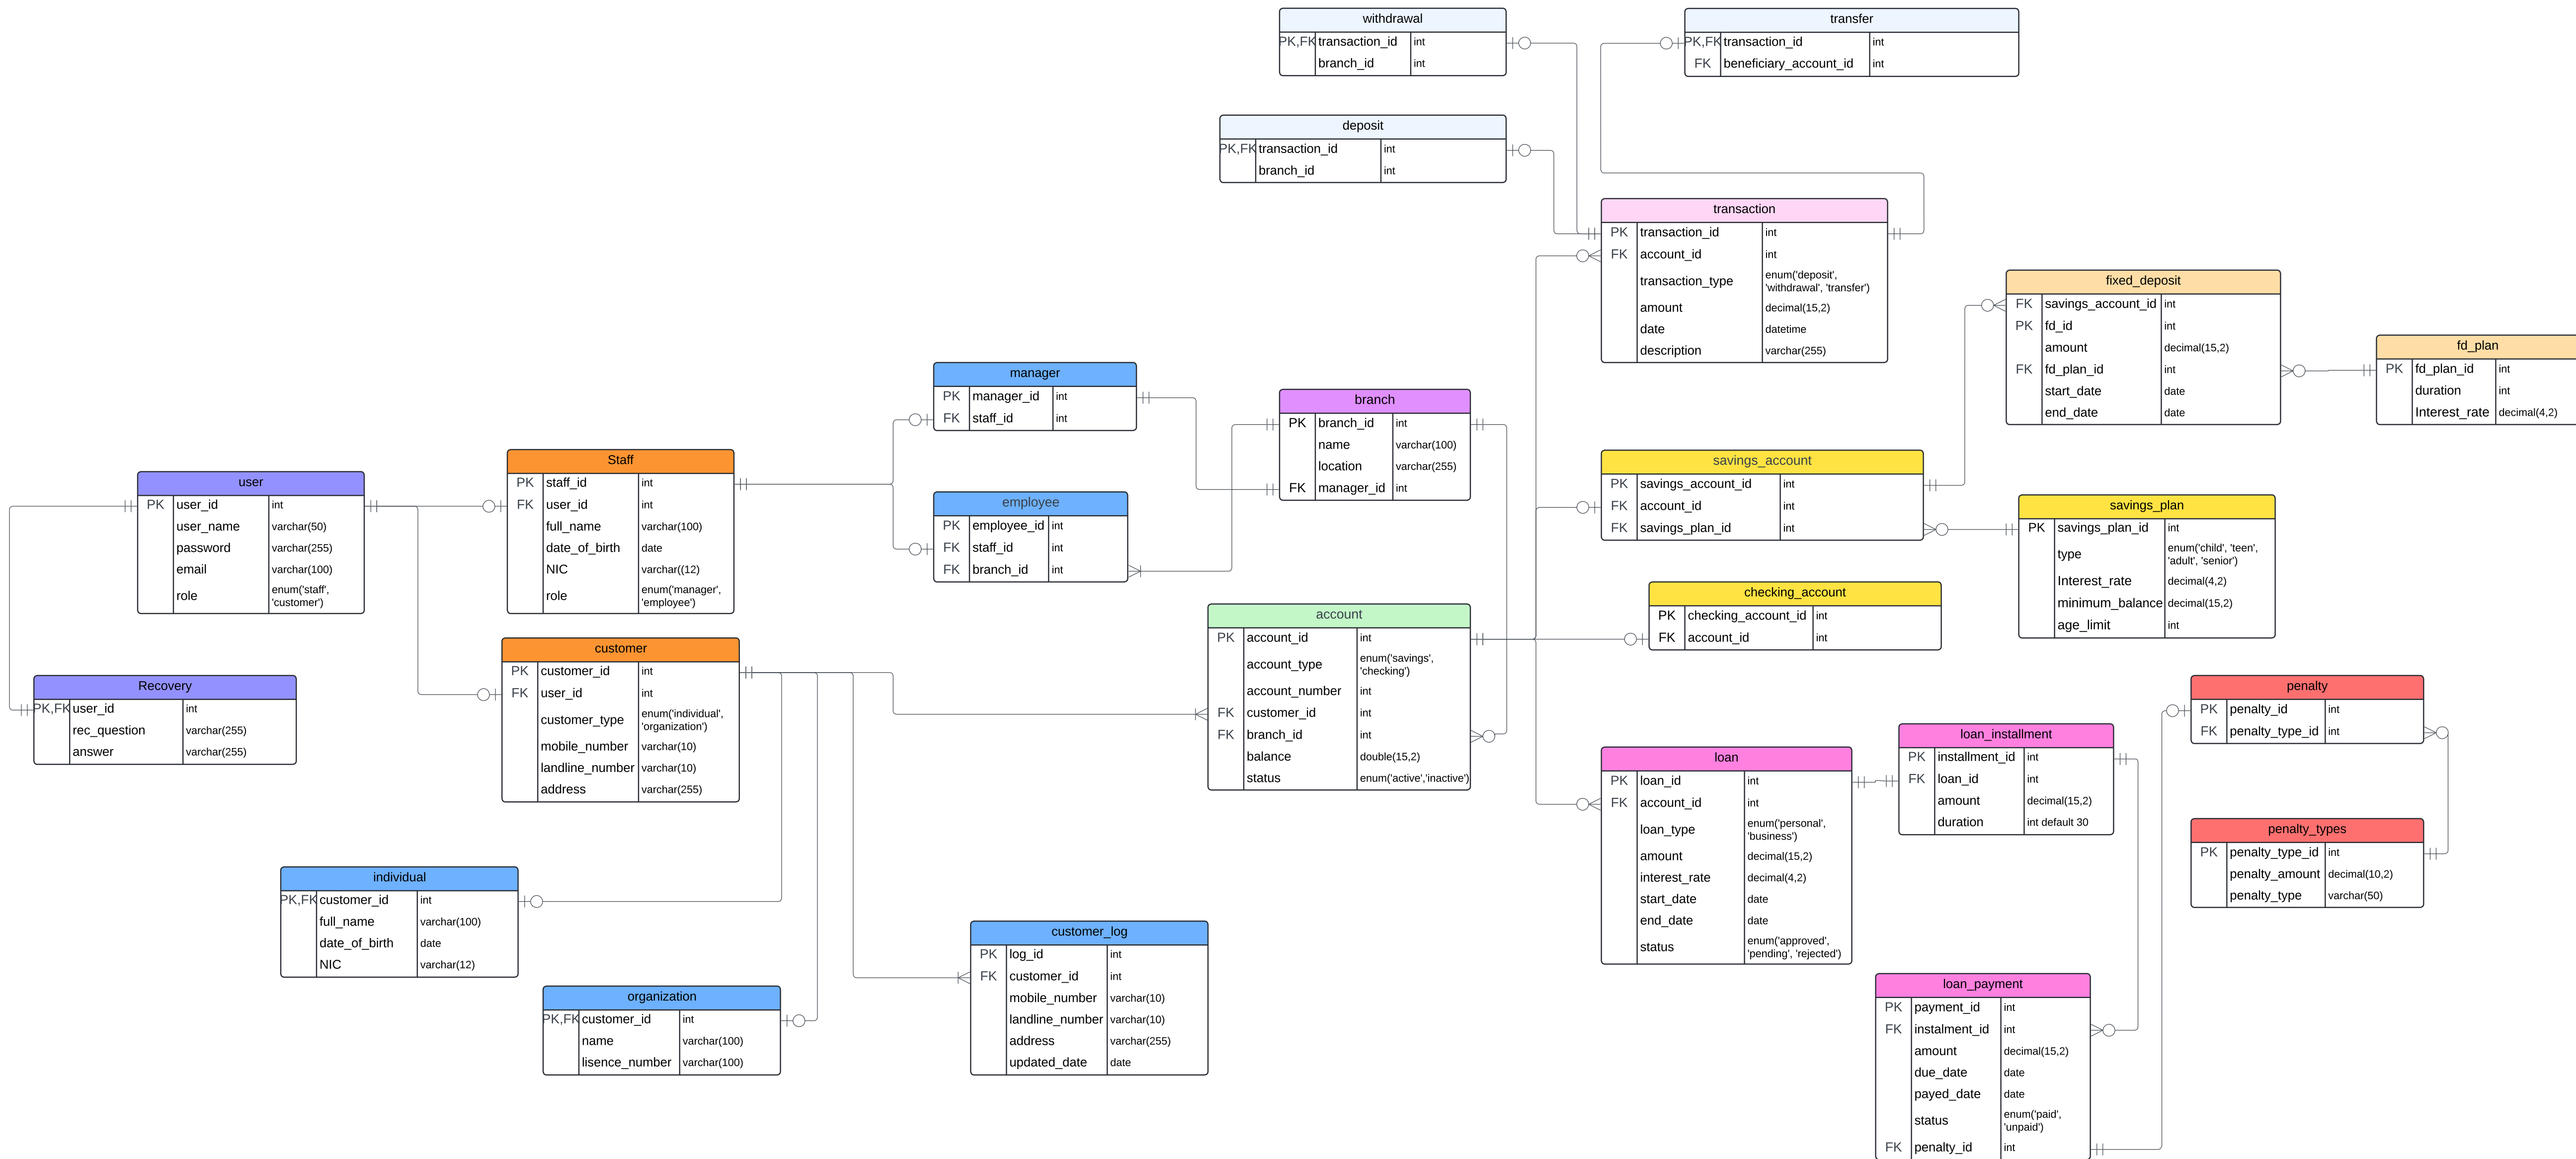 withdrawal
PK,FK transaction_id int
branch_id int
transfer
PK,FK transaction_id int
FK beneficiary_account_id int
deposit
PK,FK transaction_id int
branch_id int
transaction
PK transaction_id int
FK account_id int
transaction_type enum('deposit',
'withdrawal', 'transfer')
amount decimal(15,2)
date datetime
description varchar(255)
fixed_deposit
FK savings_account_id int
PK fd_id int
amount decimal(15,2)
FK fd_plan_id int
start_date date
end_date date
fd_plan
PK fd_plan_id int
duration int
Interest_rate decimal(4,2)
manager
PK manager_id int
FK staff_id int
branch
PK branch_id int
name varchar(100)
location varchar(255)
FK manager_id int
Staff
PK staff_id int
FK user_id int
full_name varchar(100)
date_of_birth date
NIC varchar((12)
role enum('manager',
'employee')
user
PK user_id int
user_name varchar(50)
password varchar(255)
email varchar(100)
role enum('staff',
'customer')
employee
PK employee_id int
FK staff_id int
FK branch_id int
savings_account
PK savings_account_id int
FK account_id int
FK savings_plan_id int
savings_plan
PK savings_plan_id int
type enum('child', 'teen',
'adult', 'senior')
Interest_rate decimal(4,2)
minimum_balance decimal(15,2)
age_limit int
checking_account
PK checking_account_id int
FK account_id int
account
PK account_id int
account_type enum('savings',
'checking')
account_number int
FK customer_id int
FK branch_id int
balance double(15,2)
status enum('active','inactive')
customer
PK customer_id int
FK user_id int
customer_type enum('individual',
'organization')
mobile_number varchar(10)
landline_number varchar(10)
address varchar(255)
Recovery
PK,FK user_id int
rec_question varchar(255)
answer varchar(255)
penalty
PK penalty_id int
FK penalty_type_id int
loan_installment
PK installment_id int
FK loan_id int
amount decimal(15,2)
duration int default 30
loan
PK loan_id int
FK account_id int
loan_type enum('personal',
'business')
amount decimal(15,2)
interest_rate decimal(4,2)
start_date date
end_date date
status enum('approved',
'pending', 'rejected')
penalty_types
PK penalty_type_id int
penalty_amount decimal(10,2)
penalty_type varchar(50)
individual
PK,FK customer_id int
full_name varchar(100)
date_of_birth date
NIC varchar(12)
customer_log
PK log_id int
FK customer_id int
mobile_number varchar(10)
landline_number varchar(10)
address varchar(255)
updated_date date
organization
PK,FK customer_id int
name varchar(100)
lisence_number varchar(100)
loan_payment
PK payment_id int
FK instalment_id int
amount decimal(15,2)
due_date date
payed_date date
status enum('paid',
'unpaid')
FK penalty_id int